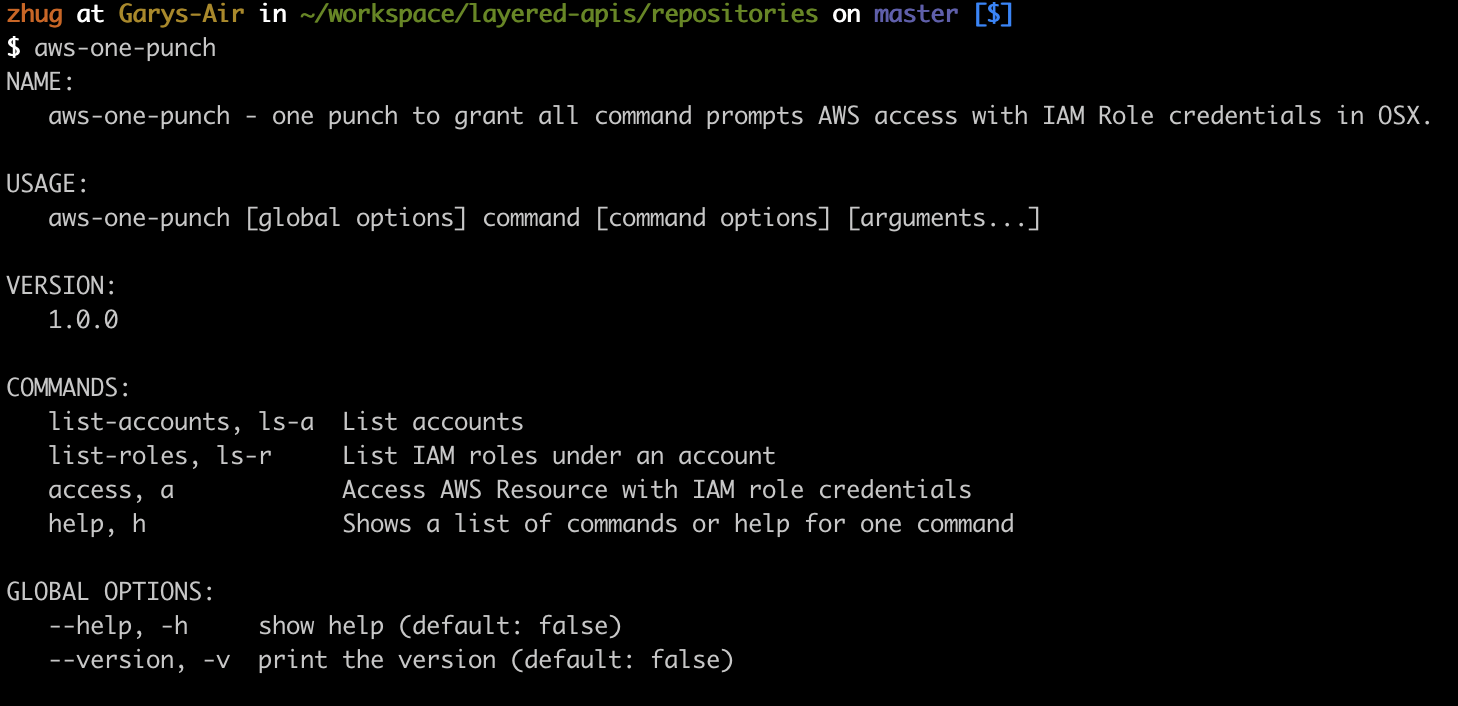 zhug at Garys-Air in ~/workspace/layered-apis/repositories on master [$]
$ aws-one-punch
NAME:
   aws-one-punch - one punch to grant all command prompts AWS access with IAM Role credentials in OSX.

USAGE:
   aws-one-punch [global options] command [command options] [arguments...]

VERSION:
   1.0.0

COMMANDS:
   list-accounts, ls-a  List accounts
   list-roles, ls-r     List IAM roles under an account
   access, a            Access AWS Resource with IAM role credentials
   help, h              Shows a list of commands or help for one command

GLOBAL OPTIONS:
   --help, -h     show help (default: false)
   --version, -v  print the version (default: false)